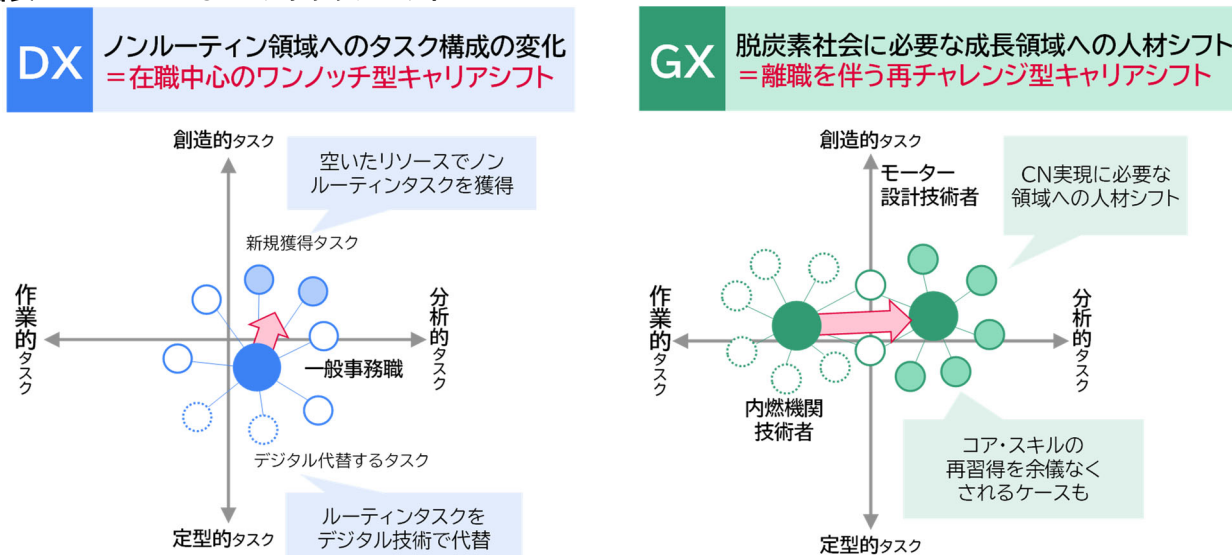 DX
ノンルーティン領域へのタスク構成の変化
＝在職中心のワンノッチ型キャリアシフト
創造的タスク
空いたリソースでノン
ルーティンタスクを獲得
新規獲得タスク
作業的タスク
分析的タスク
一般事務職
デジタル代替するタスク
ルーティンタスクを
デジタル技術で代替
定型的タスク
GX
脱炭素社会に必要な成長領域への人材シフト
＝離職を伴う再チャレンジ型キャリアシフト
創造的タスク
モーター
設計技術者
CN実現に必要な
領域への人材シフト
作業的タスク
分析的タスク
内燃機関
技術者
コア・スキルの
再習得を余儀なく
されるケースも
定型的タスク